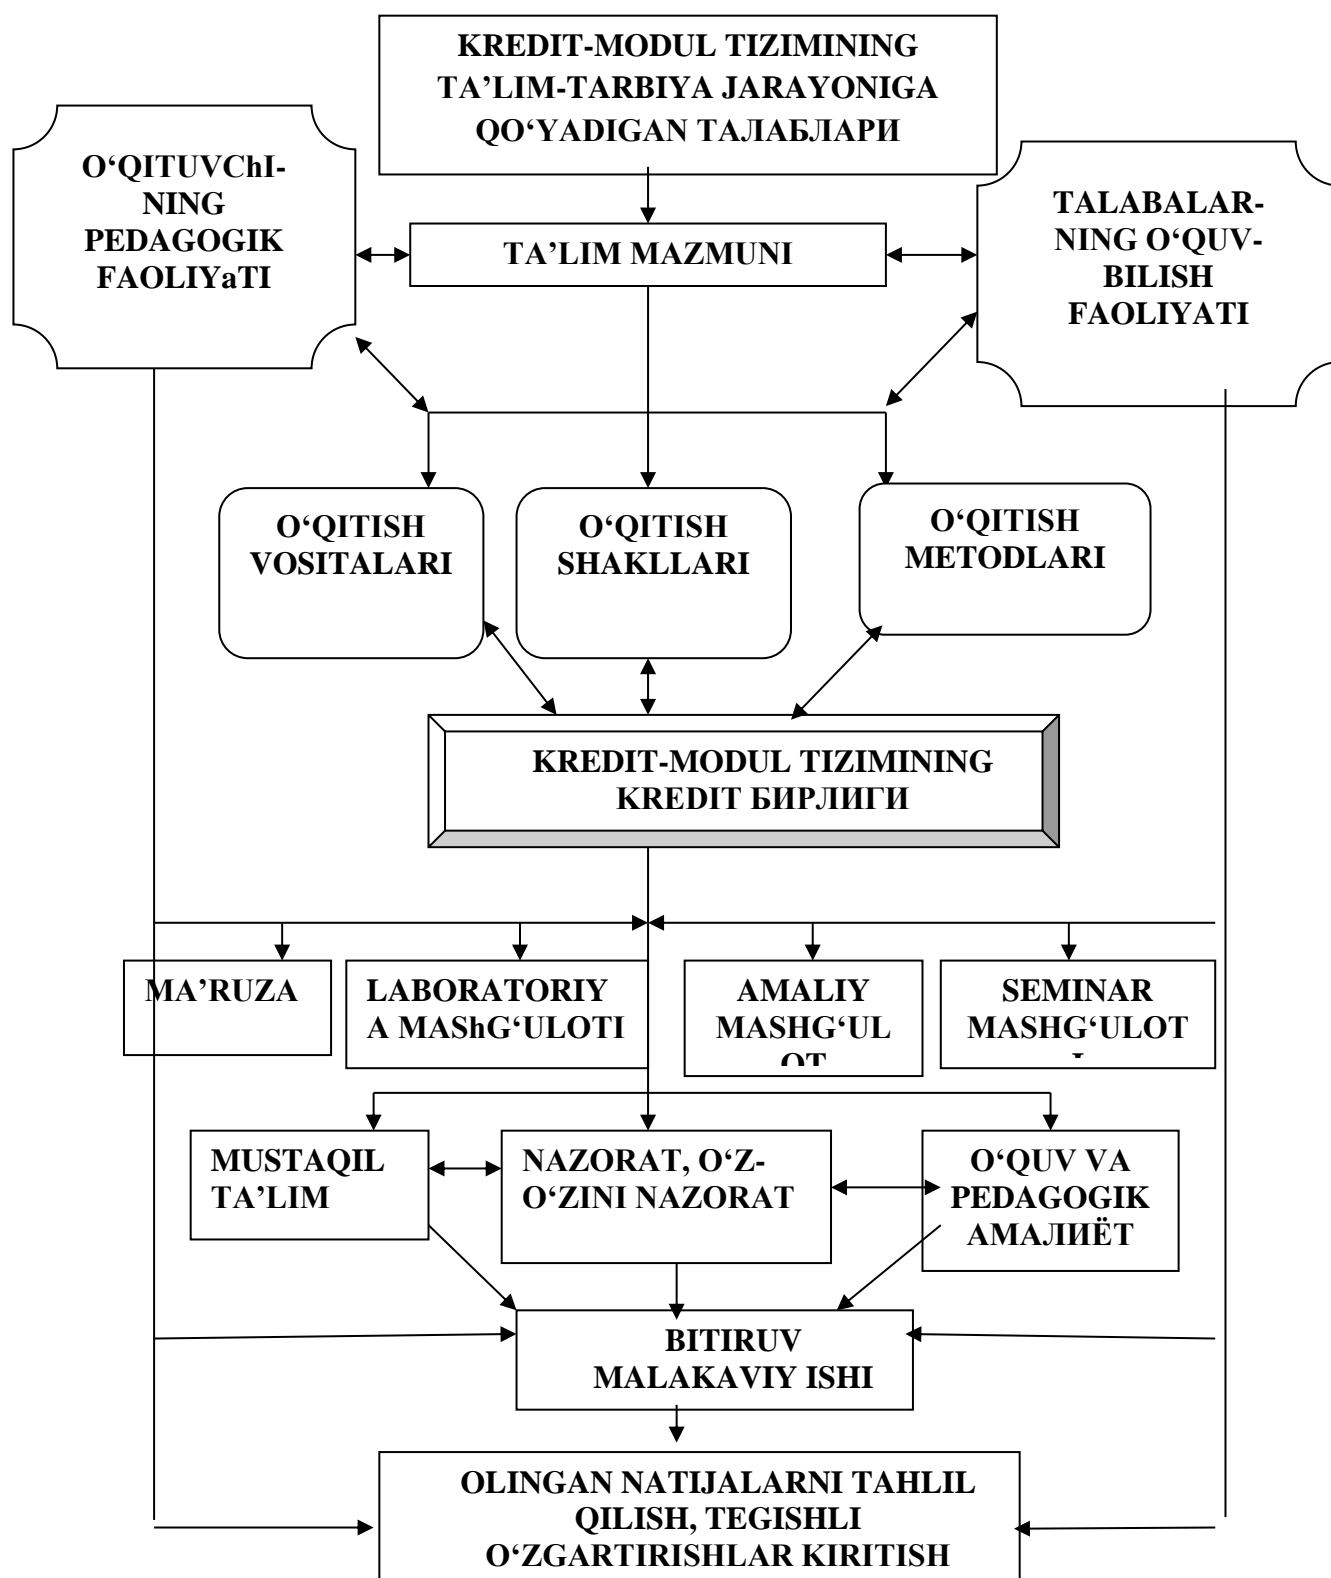 KREDIT-MODUL TIZIMINING
TA’LIM-TARBIYA JARAYONIGA
QO‘YADIGAN ТАЛАБЛАРИ
O‘QITUVChI-
NING
PEDAGOGIK
FAOLIYaTI
TA’LIM MAZMUNI
TALABALAR-
NING O‘QUV-
BILISH
FAOLIYATI
O‘QITISH
VOSITALARI
O‘QITISH
SHAKLLARI
O‘QITISH
METODLARI
KREDIT-MODUL TIZIMINING
KREDIT БИРЛИГИ
MA’RUZA
LABORATORIY
A MAShG‘ULOTI
AMALIY
MASHG‘UL
OT
SEMINAR
MASHG‘ULOT
I
MUSTAQIL
TA’LIM
NAZORAT, O‘Z-
O‘ZINI NAZORAT
O‘QUV VA
PEDAGOGIK
АМАЛИЁТ
BITIRUV
MALAKAVIY ISHI
OLINGAN NATIJALARNI TAHLIL
QILISH, TEGISHLI
O‘ZGARTIRISHLAR KIRITISH